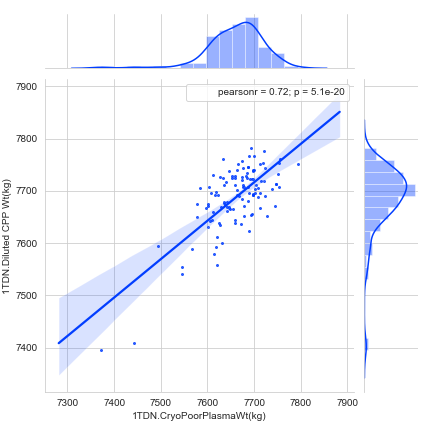 pearsonr = 0.72; p = 5.1e-20
7900
7800
7700
7600
7500
7400
1TDN.Diluted CPP Wt(kg)
7300 7400 7500 7600 7700 7800 7900
1TDN.CryoPoorPlasmaWt(kg)